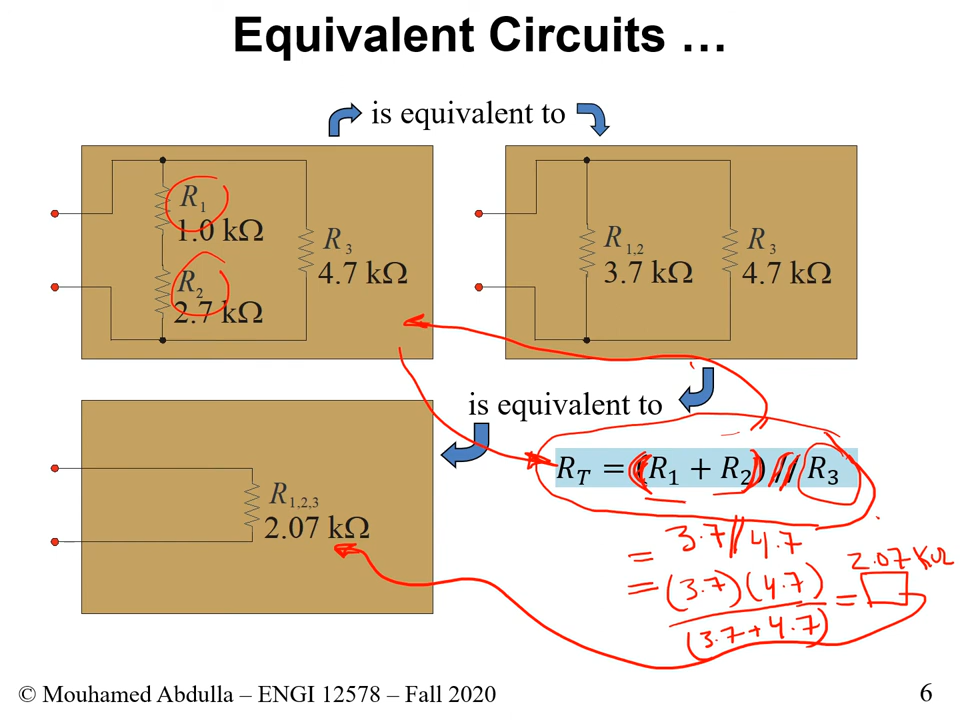 Equivalent Circuits …
is equivalent to
R1
1.0 kΩ
R2
2.7 kΩ
R3
4.7 kΩ
R1,2
3.7 kΩ
R3
4.7 kΩ
is equivalent to
R1,2,3
2.07 kΩ
RT = (R1 + R2) // R3
= 3.7 // 4.7
= (3.7)(4.7) / (3.7+4.7) = 2.07 KΩ
© Mouhamed Abdulla – ENGI 12578 – Fall 2020
6